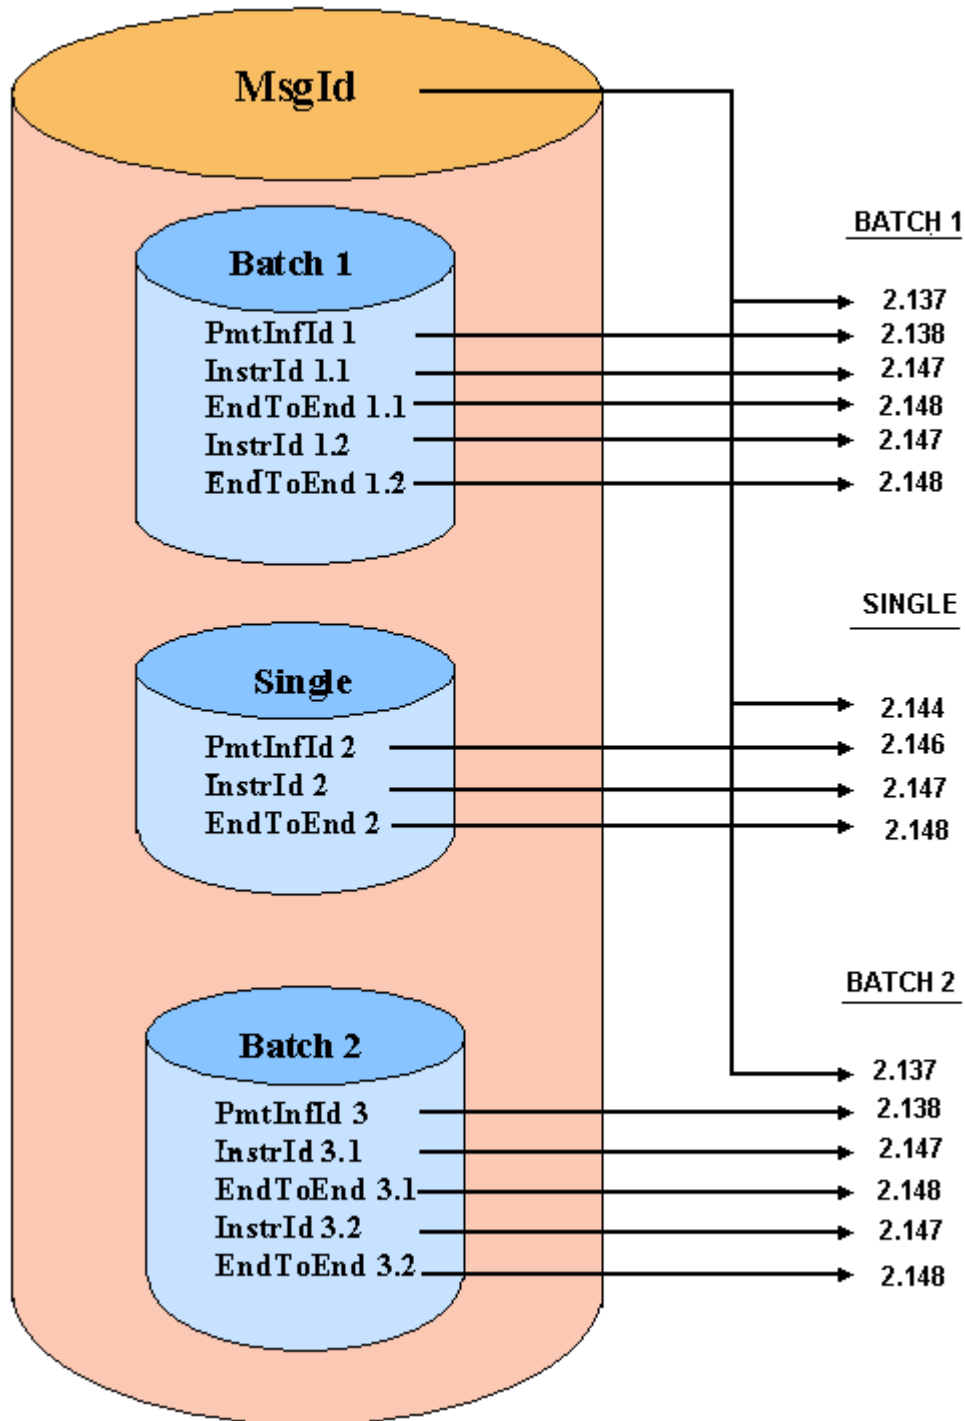 MsgId
BATCH 1
Batch 1
2.137
PmtInfId 1 2.138
InstrId 1.1 2.147
EndToEnd 1.1 2.148
InstrId 1.2 2.147
EndToEnd 1.2 2.148
SINGLE
Single
2.144
PmtInfId 2 2.146
InstrId 2 2.147
EndToEnd 2 2.148
BATCH 2
Batch 2
2.137
PmtInfId 3 2.138
InstrId 3.1 2.147
EndToEnd 3.1 2.148
InstrId 3.2 2.147
EndToEnd 3.2 2.148